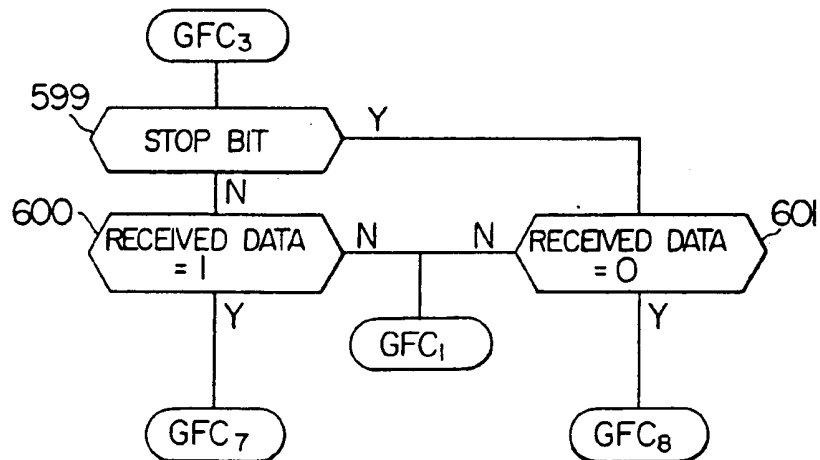 GFC₃
599
STOP BIT
Y
N
600
RECEIVED DATA
= 1
N
N
RECEIVED DATA
= 0
601
Y
Y
GFC₁
GFC₇
GFC₈